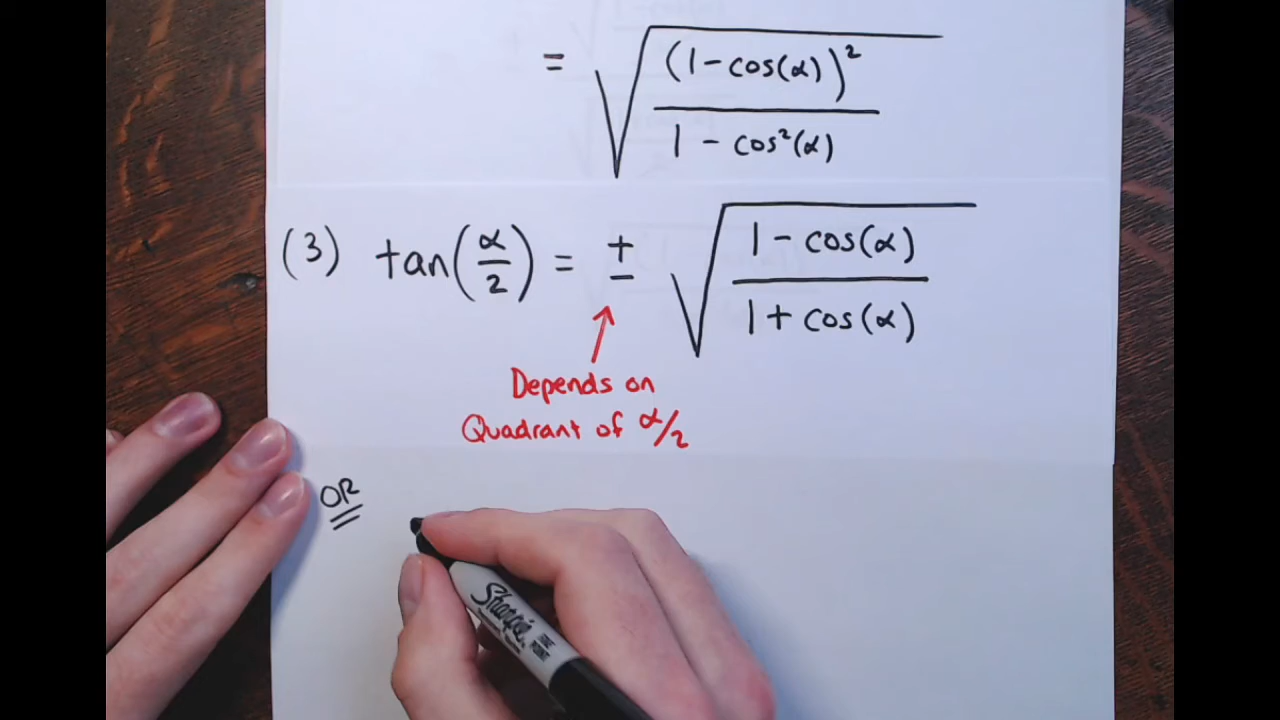 = √((1-cos(α))² / (1 - cos²(α)))
(3) tan(α/2) = ± √((1 - cos(α)) / (1 + cos(α)))
Depends on
Quadrant of α/2
OR
Sharpie